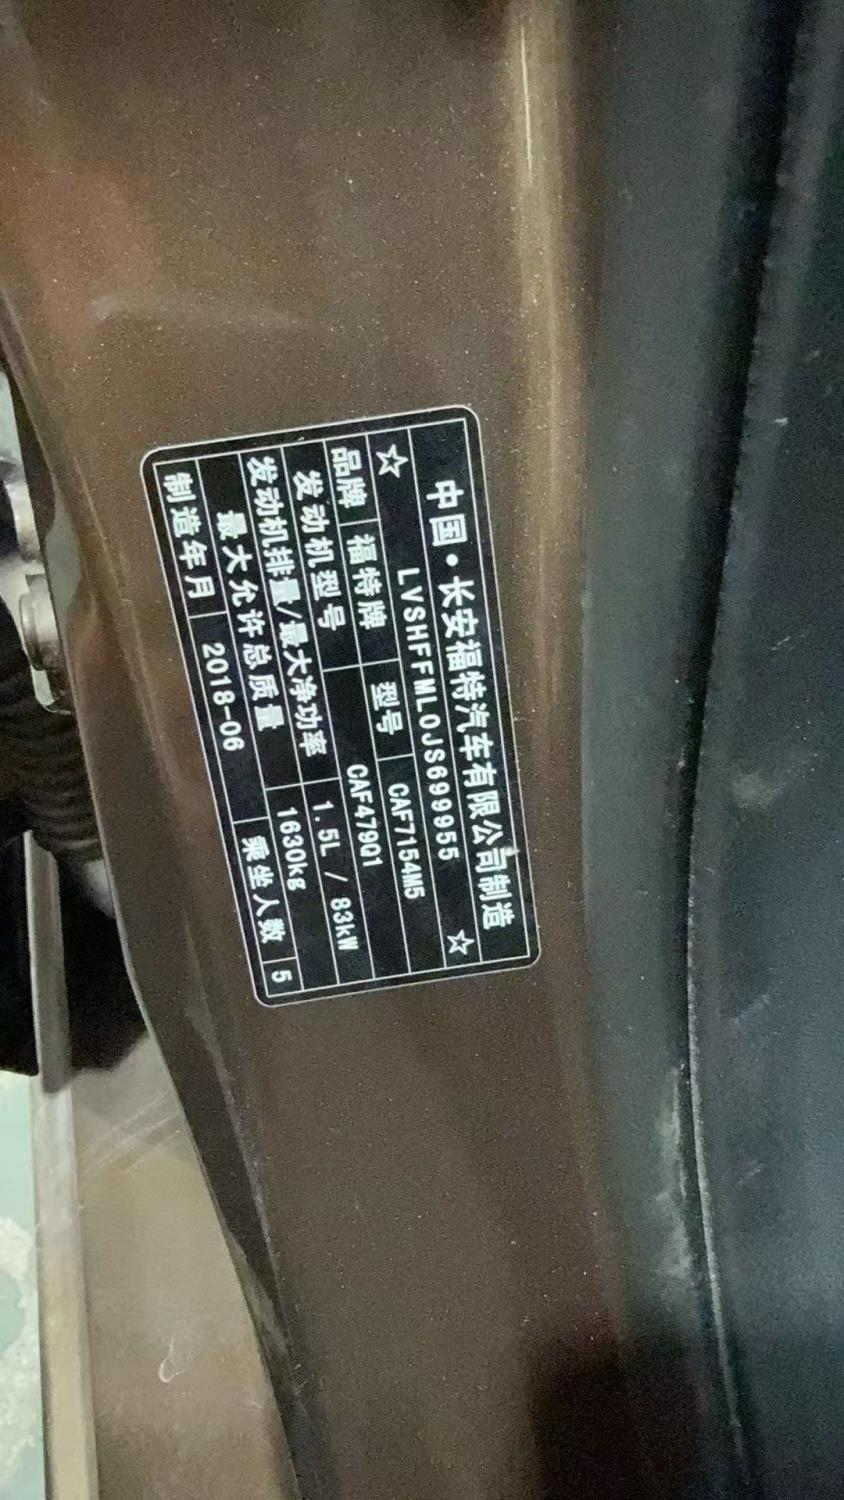 中国·长安福特汽车有限公司制造
☆ LVSHFFML0JS699955 ☆
品牌 福特牌 型号 CAF7154M5
发动机型号 CAF479Q1
发动机排量/最大净功率 1.5L / 83kW
最大允许总质量 1630kg
制造年月 2018-06 乘坐人数 5